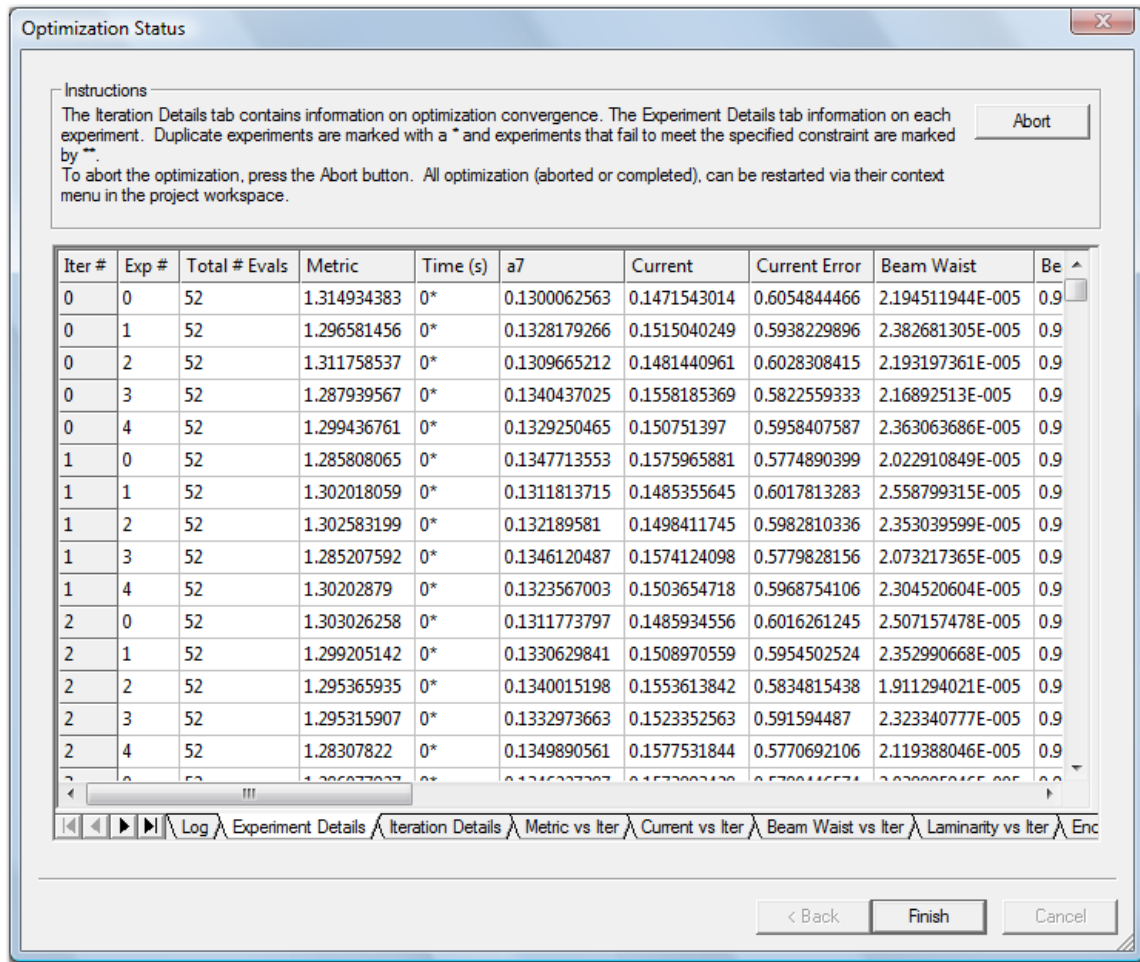 Optimization Status
Instructions
The Iteration Details tab contains information on optimization convergence. The Experiment Details tab information on each
experiment. Duplicate experiments are marked with a * and experiments that fail to meet the specified constraint are marked
by **.
To abort the optimization, press the Abort button. All optimization (aborted or completed), can be restarted via their context
menu in the project workspace.
Abort
Iter # Exp # Total # Evals Metric Time (s) a7 Current Current Error Beam Waist Be
0 0 52 1.314934383 0* 0.1300062563 0.1471543014 0.6054844466 2.194511944E-005 0.9
0 1 52 1.296581456 0* 0.1328179266 0.1515040249 0.5938229896 2.382681305E-005 0.9
0 2 52 1.311758537 0* 0.1309665212 0.1481440961 0.6028308415 2.193197361E-005 0.9
0 3 52 1.287939567 0* 0.1340437025 0.1558185369 0.5822559333 2.16892513E-005 0.9
0 4 52 1.299436761 0* 0.1329250465 0.150751397 0.5958407587 2.363063686E-005 0.9
1 0 52 1.285808065 0* 0.1347713553 0.1575965881 0.5774890399 2.022910849E-005 0.9
1 1 52 1.302018059 0* 0.1311813715 0.1485355645 0.6017813283 2.558799315E-005 0.9
1 2 52 1.302583199 0* 0.132189581 0.1498411745 0.5982810336 2.353039599E-005 0.9
1 3 52 1.285207592 0* 0.1346120487 0.1574124098 0.5779828156 2.073217365E-005 0.9
1 4 52 1.30202879 0* 0.1323567003 0.1503654718 0.5968754106 2.304520604E-005 0.9
2 0 52 1.303026258 0* 0.1311773797 0.1485934556 0.6016261245 2.507157478E-005 0.9
2 1 52 1.299205142 0* 0.1330629841 0.1508970559 0.5954502524 2.352990668E-005 0.9
2 2 52 1.295365935 0* 0.1340015198 0.1553613842 0.5834815438 1.911294021E-005 0.9
2 3 52 1.295315907 0* 0.1332973663 0.1523352563 0.591594487 2.323340777E-005 0.9
2 4 52 1.28307822 0* 0.1349890561 0.1577531844 0.5770692106 2.119388046E-005 0.9
Log Experiment Details Iteration Details Metric vs Iter Current vs Iter Beam Waist vs Iter Laminarity vs Iter Enc
< Back Finish Cancel